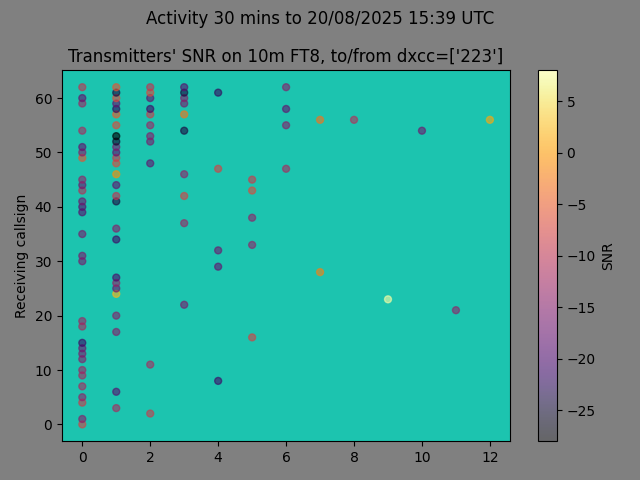 Activity 30 mins to 20/08/2025 15:39 UTC
Transmitters' SNR on 10m FT8, to/from dxcc=['223']
60
50
40
30
20
10
0
Receiving callsign
0 2 4 6 8 10 12
5
0
−5
−10
−15
−20
−25
SNR